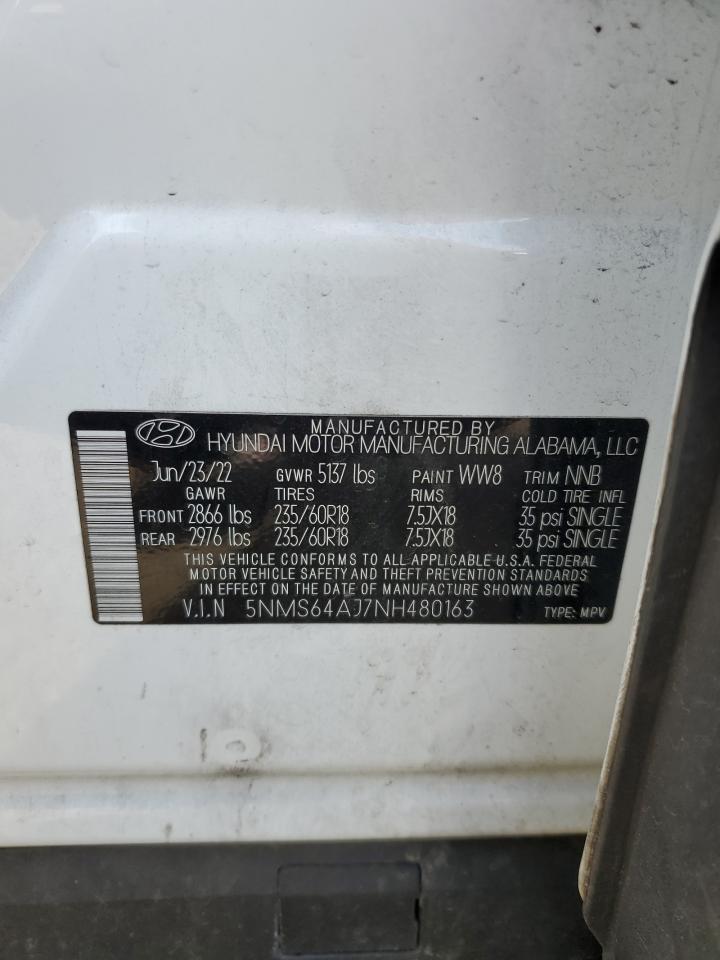 MANUFACTURED BY
HYUNDAI MOTOR MANUFACTURING ALABAMA, LLC
Jun/23/22 GVWR 5137 lbs PAINT WW8 TRIM NNB
GAWR TIRES RIMS COLD TIRE INFL
FRONT 2866 lbs 235/60R18 7.5JX18 35 psi SINGLE
REAR 2976 lbs 235/60R18 7.5JX18 35 psi SINGLE
THIS VEHICLE CONFORMS TO ALL APPLICABLE U.S.A. FEDERAL
MOTOR VEHICLE SAFETY AND THEFT PREVENTION STANDARDS
IN EFFECT ON THE DATE OF MANUFACTURE SHOWN ABOVE
V.I.N 5NMS64AJ7NH480163 TYPE: MPV